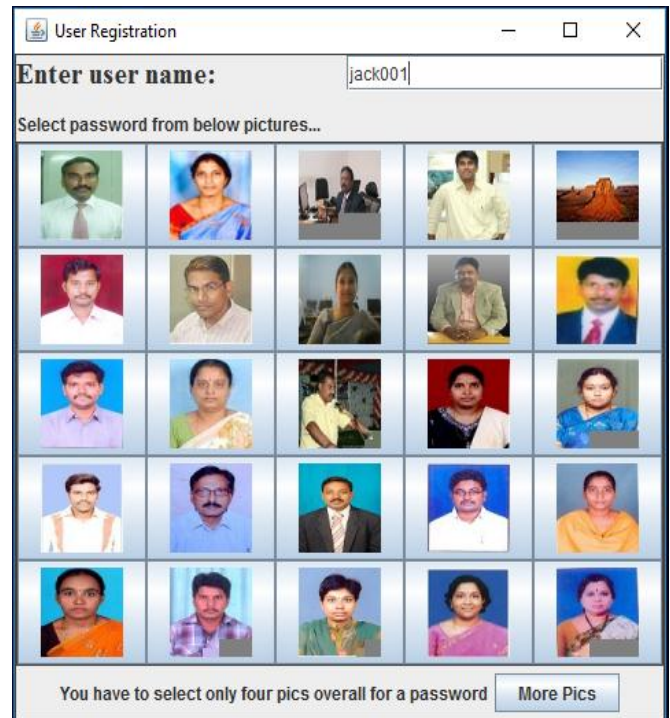 User Registration
Enter user name: jack001
Select password from below pictures...
You have to select only four pics overall for a password More Pics